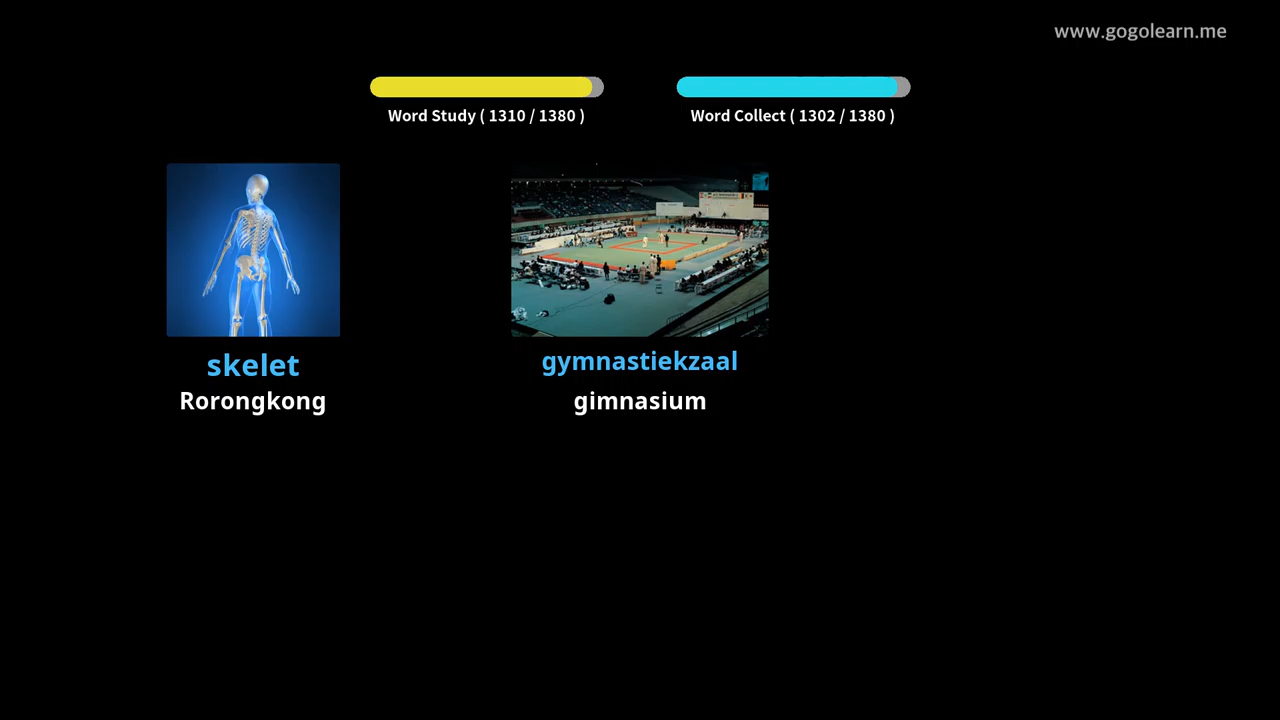 www.gogolearn.me
Word Study ( 1310 / 1380 )
Word Collect ( 1302 / 1380 )
skelet
Rorongkong
gymnastiekzaal
gimnasium